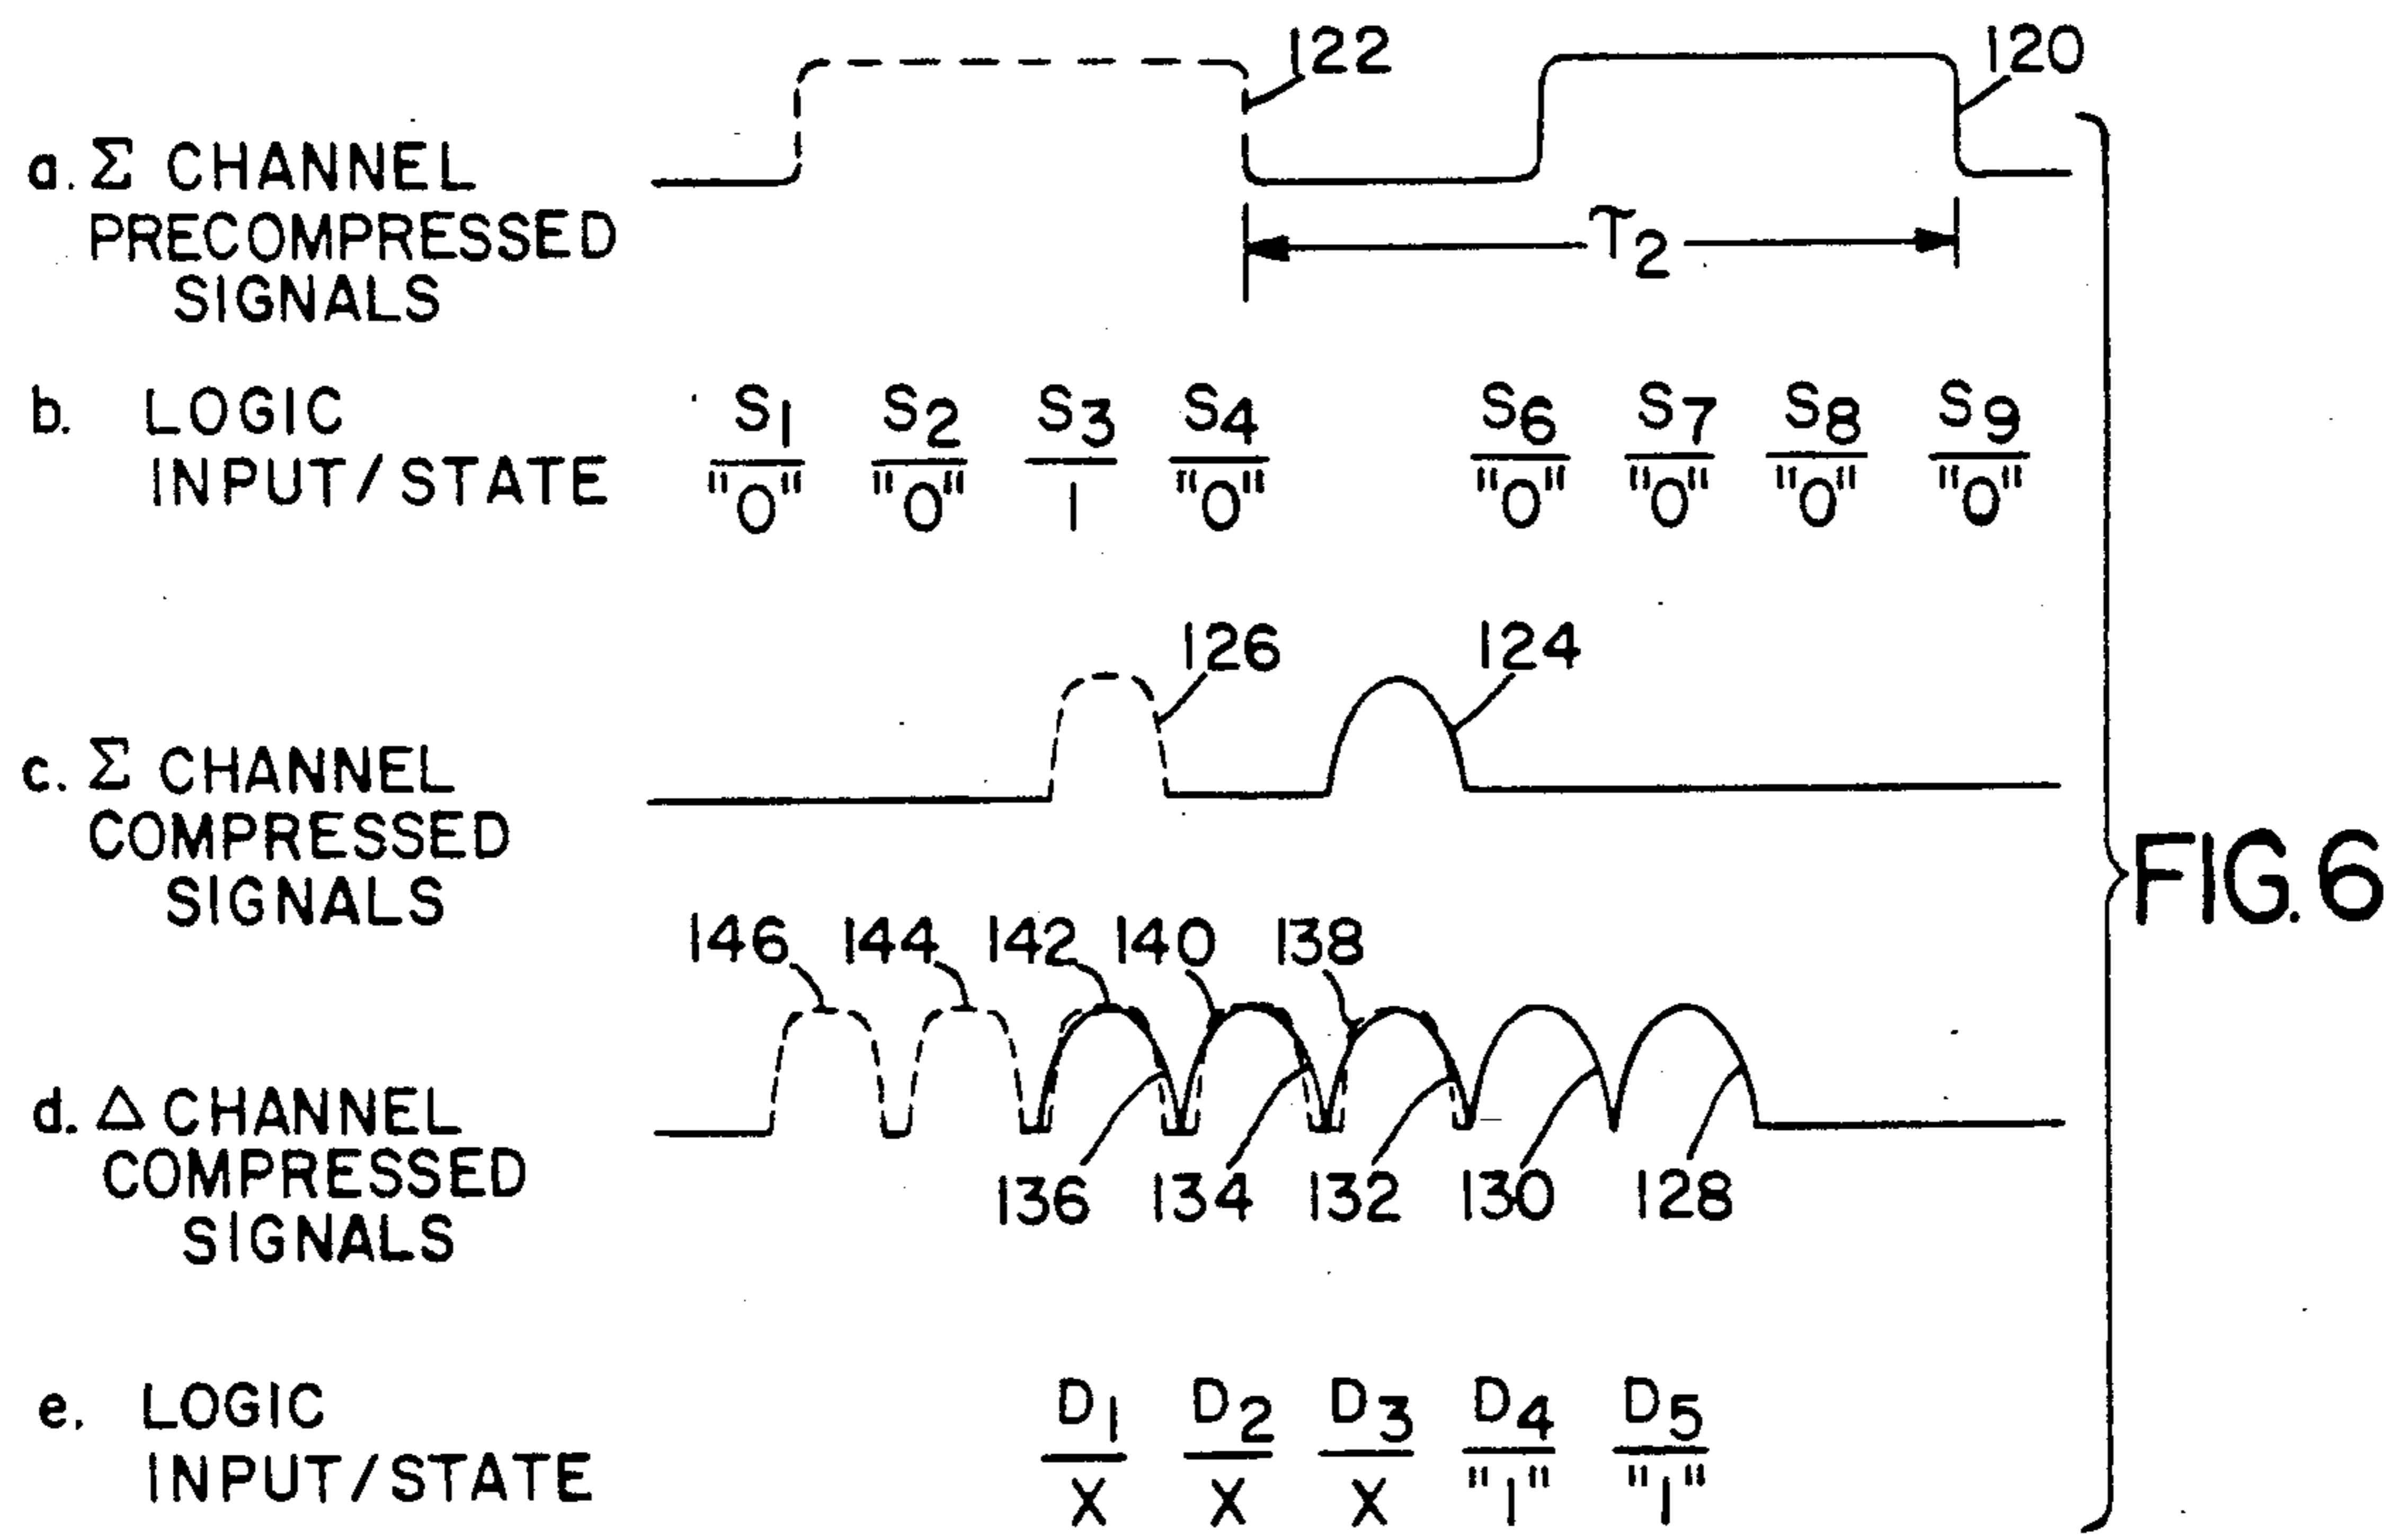 122
120
a. Σ CHANNEL
PRECOMPRESSED
SIGNALS
τ2
b. LOGIC
INPUT/STATE
S1 S2 S3 S4 S6 S7 S8 S9
"0" "0" 1 "0" "0" "0" "0" "0"
126
124
c. Σ CHANNEL
COMPRESSED
SIGNALS
FIG. 6
146 144 142 140 138
d. Δ CHANNEL
COMPRESSED
SIGNALS
136 134 132 130 128
e. LOGIC
INPUT/STATE
D1 D2 D3 D4 D5
X X X "1" "1"